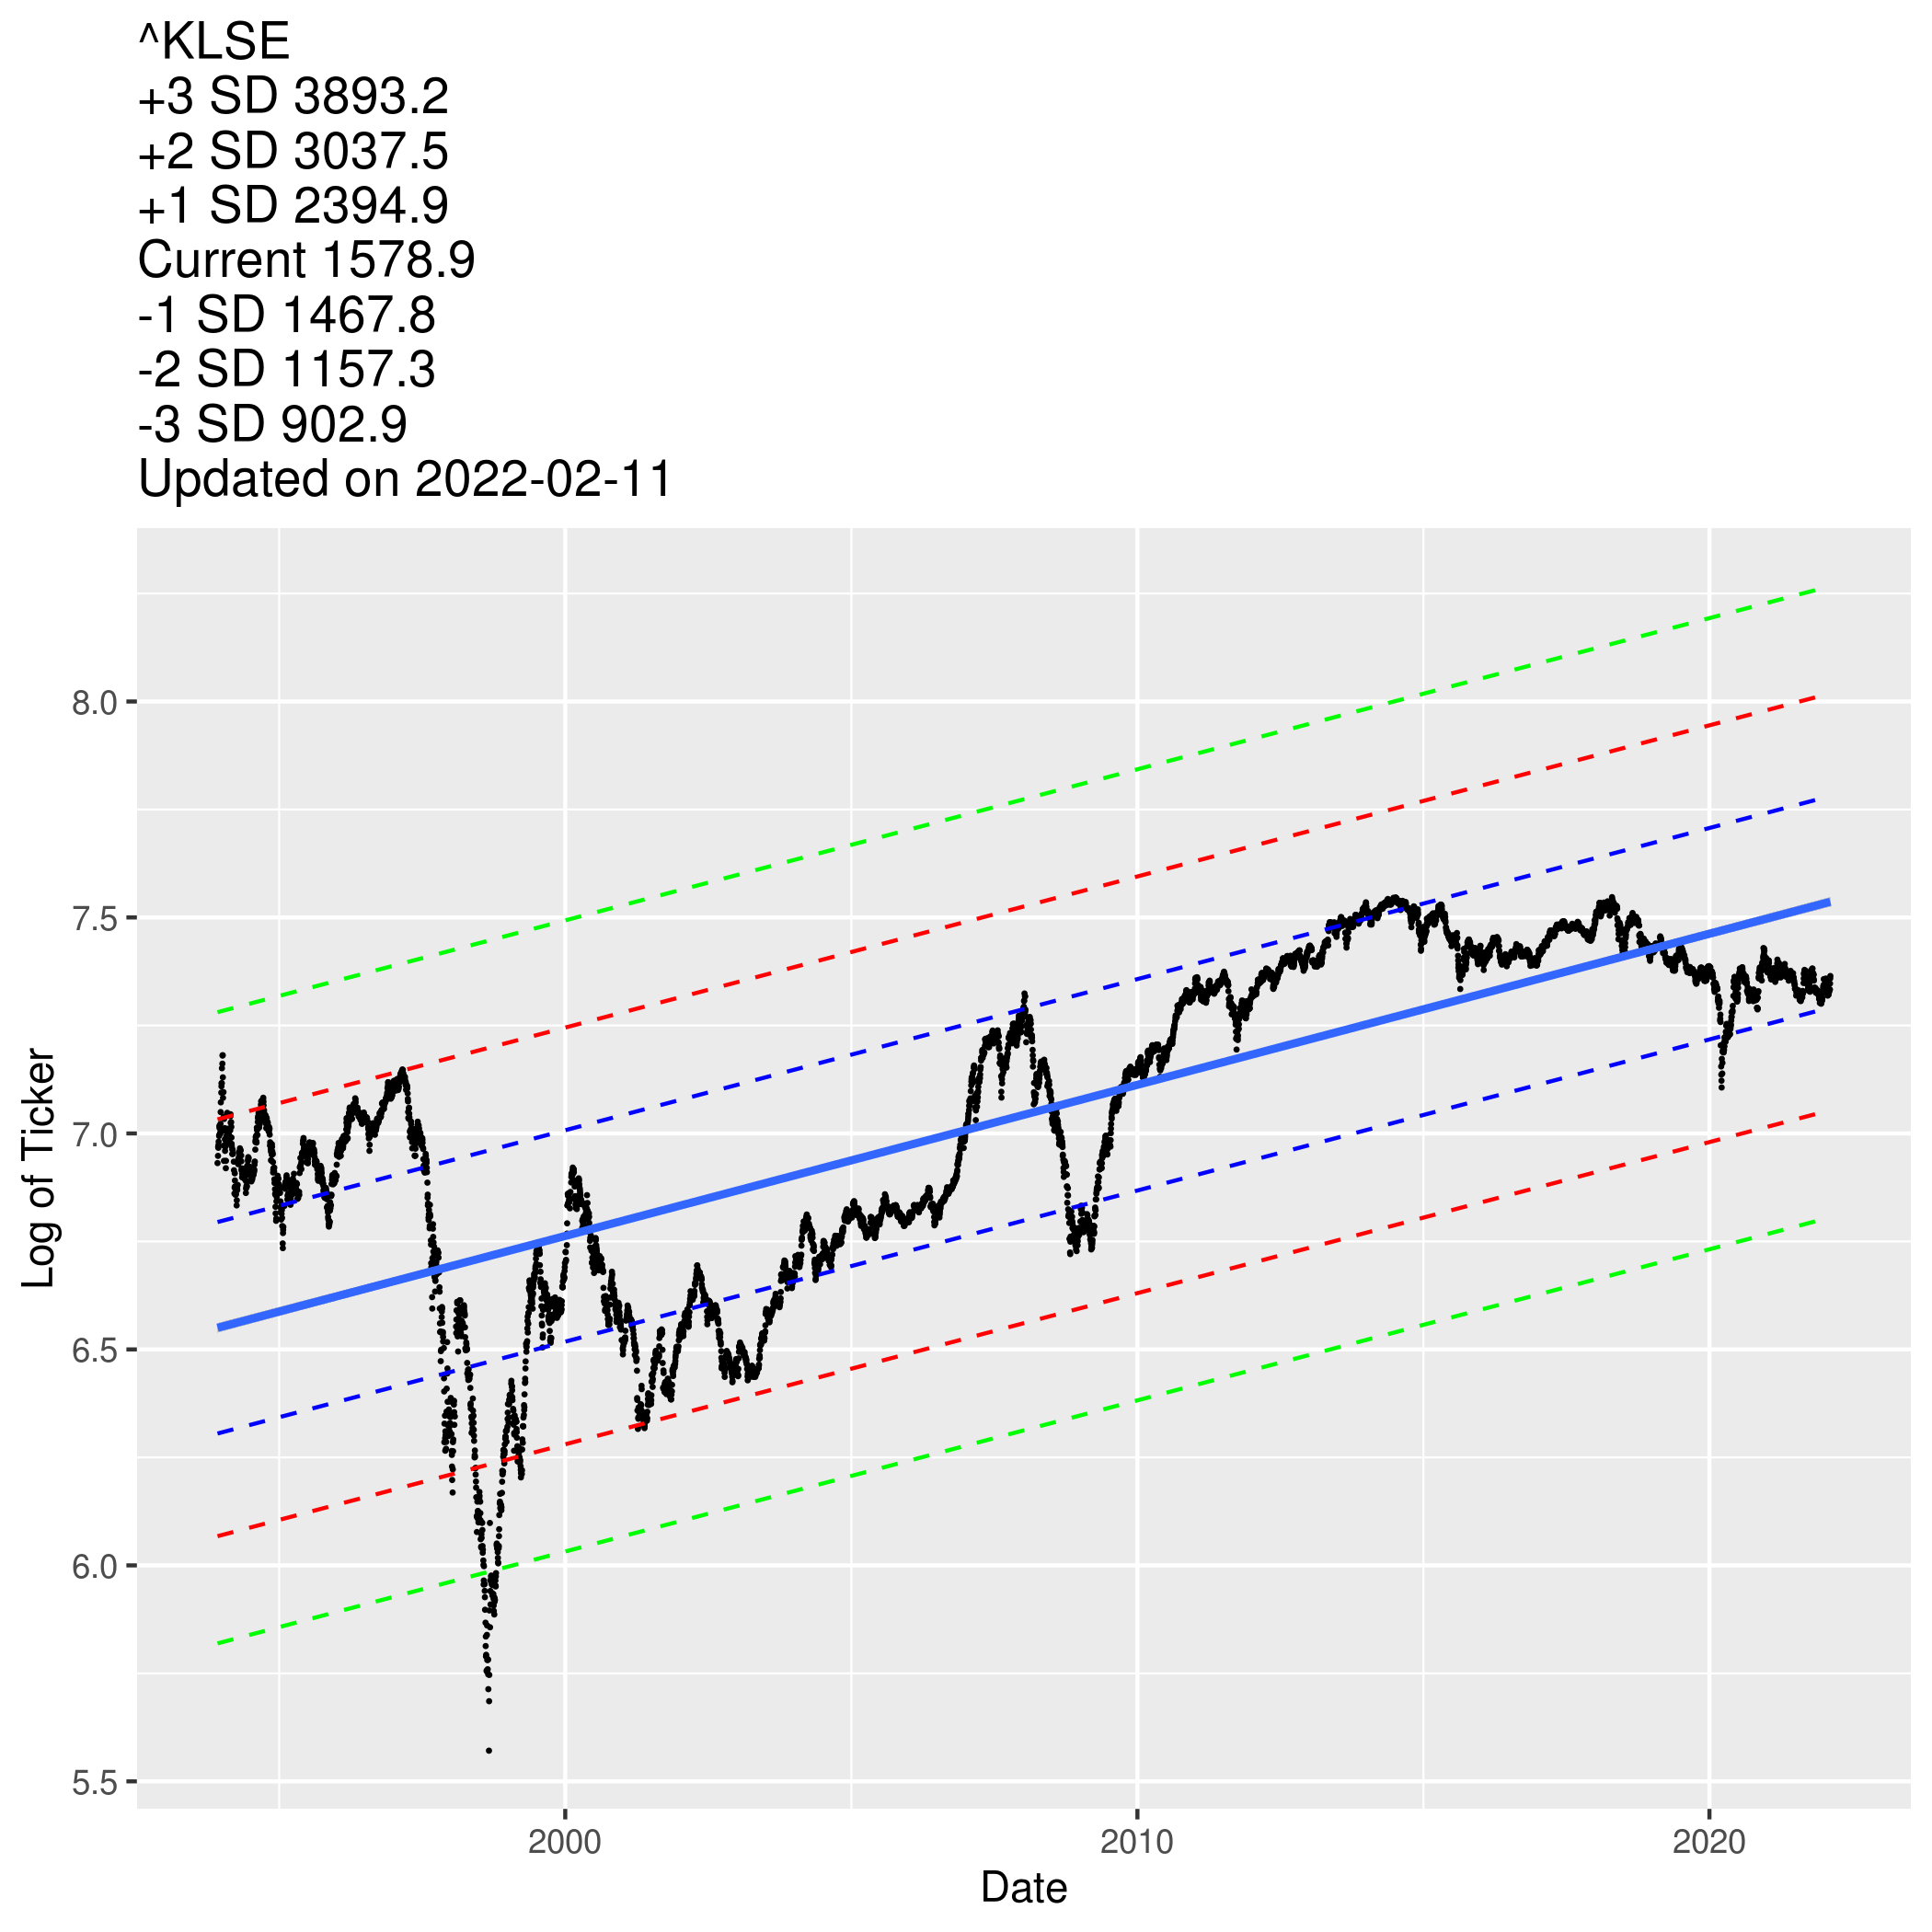 ^KLSE
+3 SD 3893.2
+2 SD 3037.5
+1 SD 2394.9
Current 1578.9
-1 SD 1467.8
-2 SD 1157.3
-3 SD 902.9
Updated on 2022-02-11
Log of Ticker
8.0
7.5
7.0
6.5
6.0
5.5
2000
2010
2020
Date